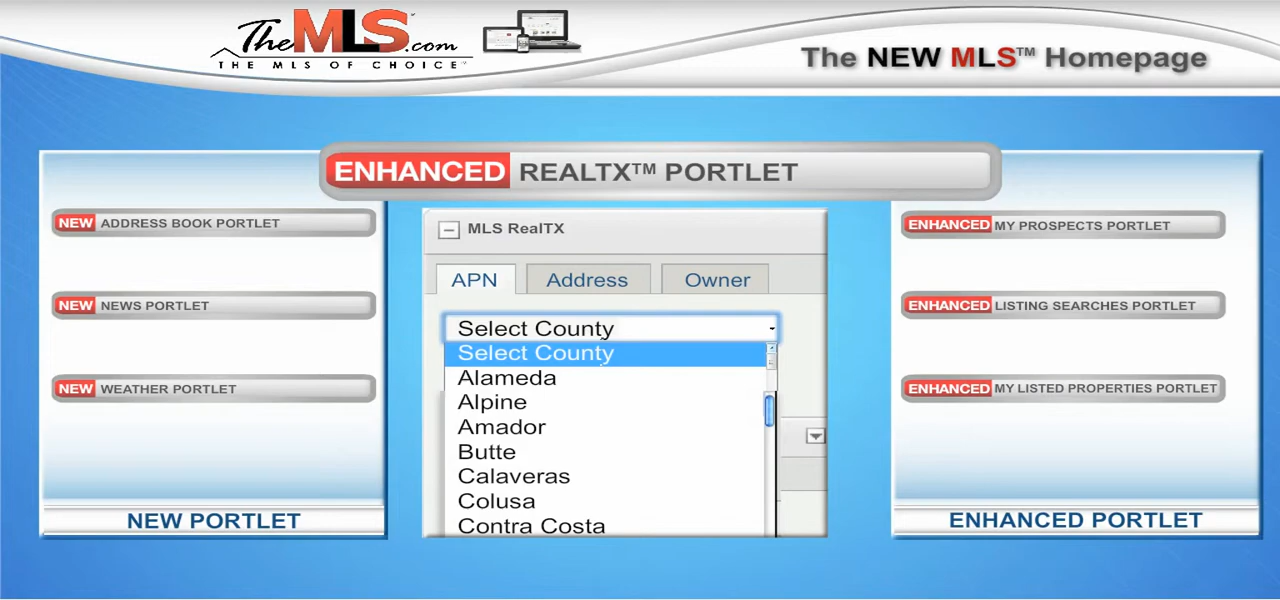 TheMLS.com
THE MLS OF CHOICE™
The NEW MLS™ Homepage
ENHANCED REALTX™ PORTLET
NEW ADDRESS BOOK PORTLET
NEW NEWS PORTLET
NEW WEATHER PORTLET
NEW PORTLET
MLS RealTX
APN Address Owner
Select County
Select County
Alameda
Alpine
Amador
Butte
Calaveras
Colusa
Contra Costa
ENHANCED MY PROSPECTS PORTLET
ENHANCED LISTING SEARCHES PORTLET
ENHANCED MY LISTED PROPERTIES PORTLET
ENHANCED PORTLET